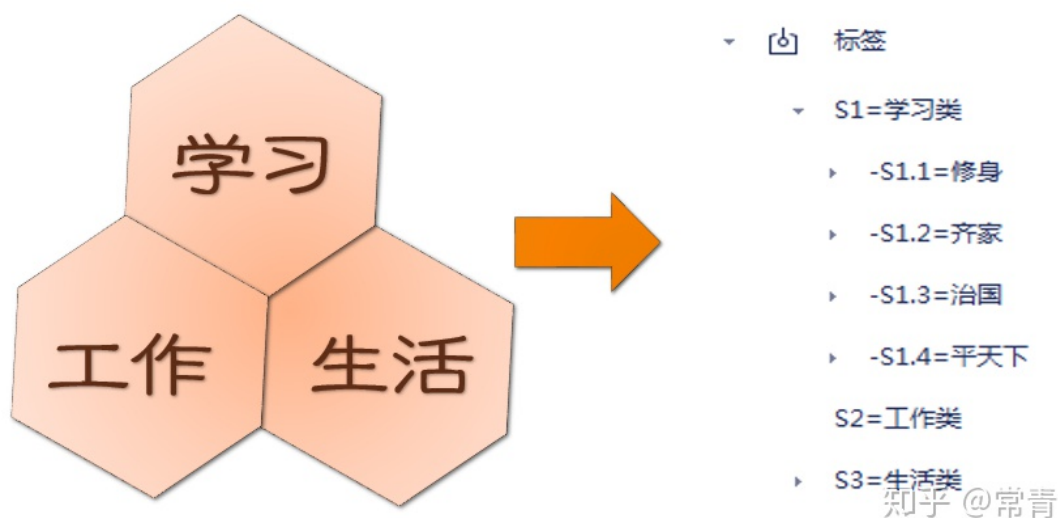 学习
工作
生活
标签
S1=学习类
-S1.1=修身
-S1.2=齐家
-S1.3=治国
-S1.4=平天下
S2=工作类
S3=生活类
知乎 @常青